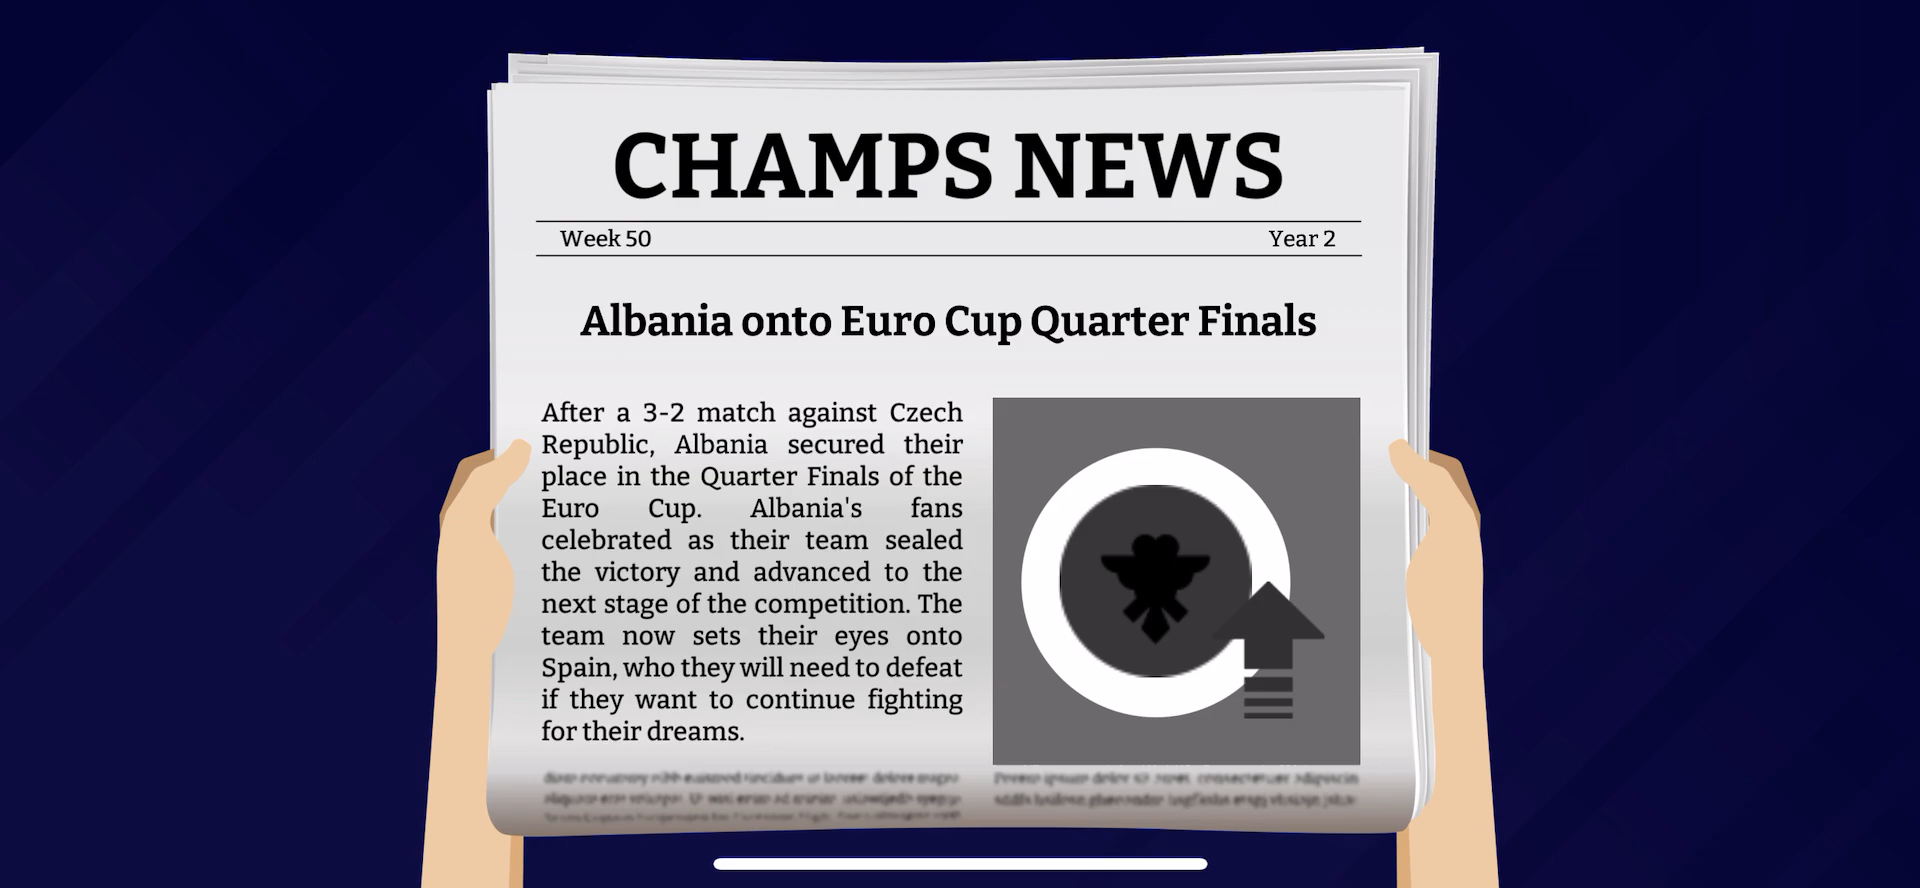 CHAMPS NEWS
Week 50
Year 2
Albania onto Euro Cup Quarter Finals
After a 3-2 match against Czech
Republic, Albania secured their
place in the Quarter Finals of the
Euro Cup. Albania's fans
celebrated as their team sealed
the victory and advanced to the
next stage of the competition. The
team now sets their eyes onto
Spain, who they will need to defeat
if they want to continue fighting
for their dreams.